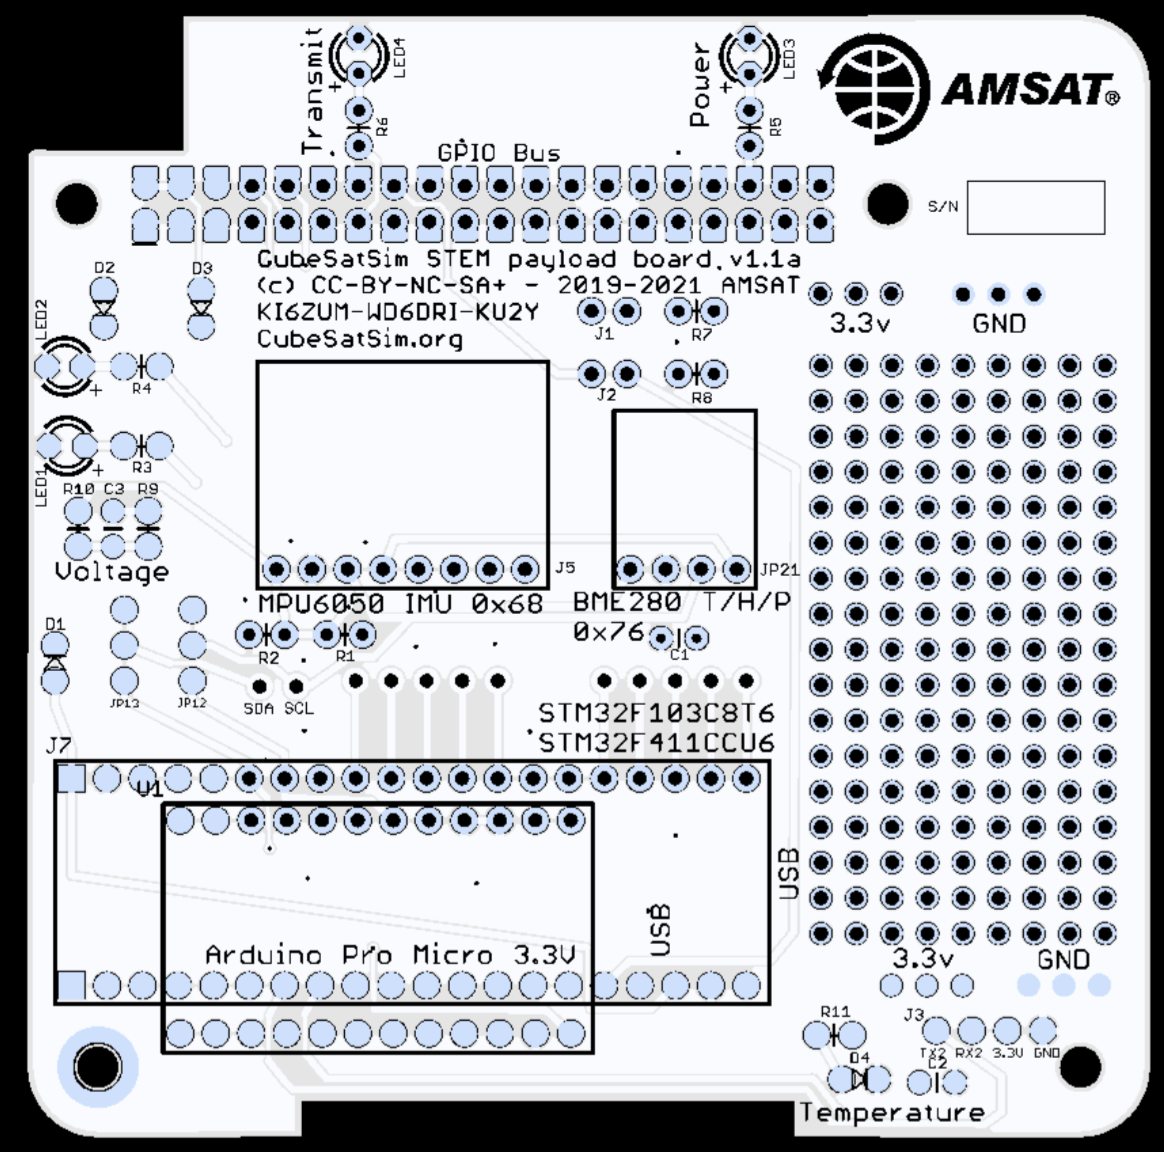 Transmit
LED4
+
R6
Power
LED3
+
R5
AMSAT®
GPIO Bus
S/N
CubeSatSim STEM payload board v1.1a
(c) CC-BY-NC-SA+ - 2019-2021 AMSAT
KI6ZUM-WD6DRI-KU2Y
CubeSatSim.org
D2
D3
LED2
+
R4
J1
R7
J2
R8
3.3v
GND
LED1
+
R3
R10 C3 R9
Voltage
J5
JP21
MPU6050 IMU 0x68
BME280 T/H/P
0x76
C1
R2
R1
D1
JP13
JP12
SDA SCL
STM32F103C8T6
STM32F411CCU6
J7
U1
USB
USB
Arduino Pro Micro 3.3V
3.3v
GND
R11
J3
TX2 RX2 3.3V GND
D4
C2
Temperature